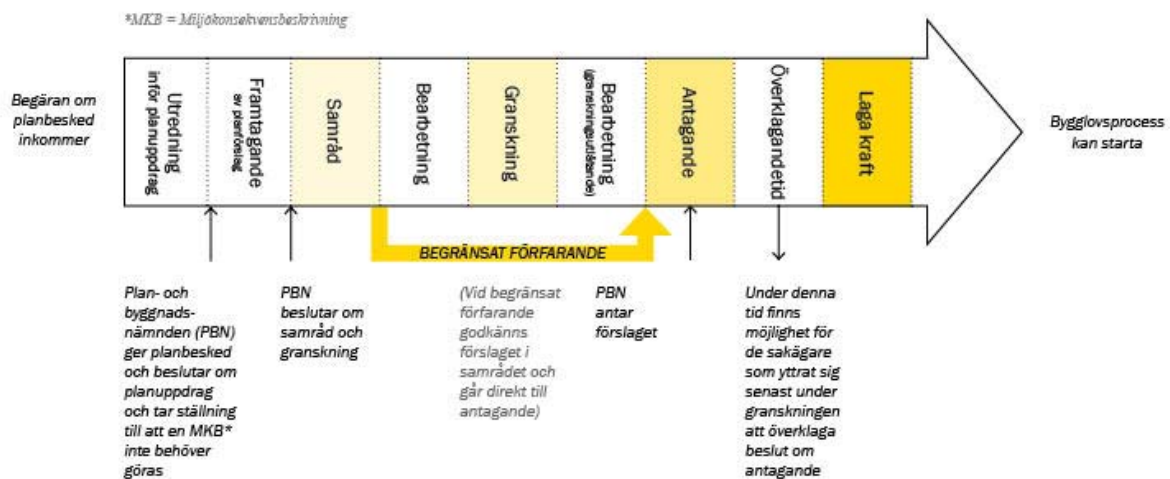 *MKB = Miljökonsekvensbeskrivning
Begäran om
planbesked
inkommer
Utredning
inför planuppdrag
Framtagande
av planförslag
Samråd
Bearbetning
Granskning
Bearbetning
(granskningsutlåtande)
Antagande
Överklagandetid
Laga kraft
Bygglovsprocess
kan starta
BEGRÄNSAT FÖRFARANDE
Plan- och
byggnads-
nämnden (PBN)
ger planbesked
och beslutar om
planuppdrag
och tar ställning
till att en MKB*
inte behöver
göras
PBN
beslutar om
samråd och
granskning
(Vid begränsat
förfarande
godkänns
förslaget i
samrådet och
går direkt till
antagande)
PBN
antar
förslaget
Under denna
tid finns
möjlighet för
de sakägare
som yttrat sig
senast under
granskningen
att överklaga
beslut om
antagande